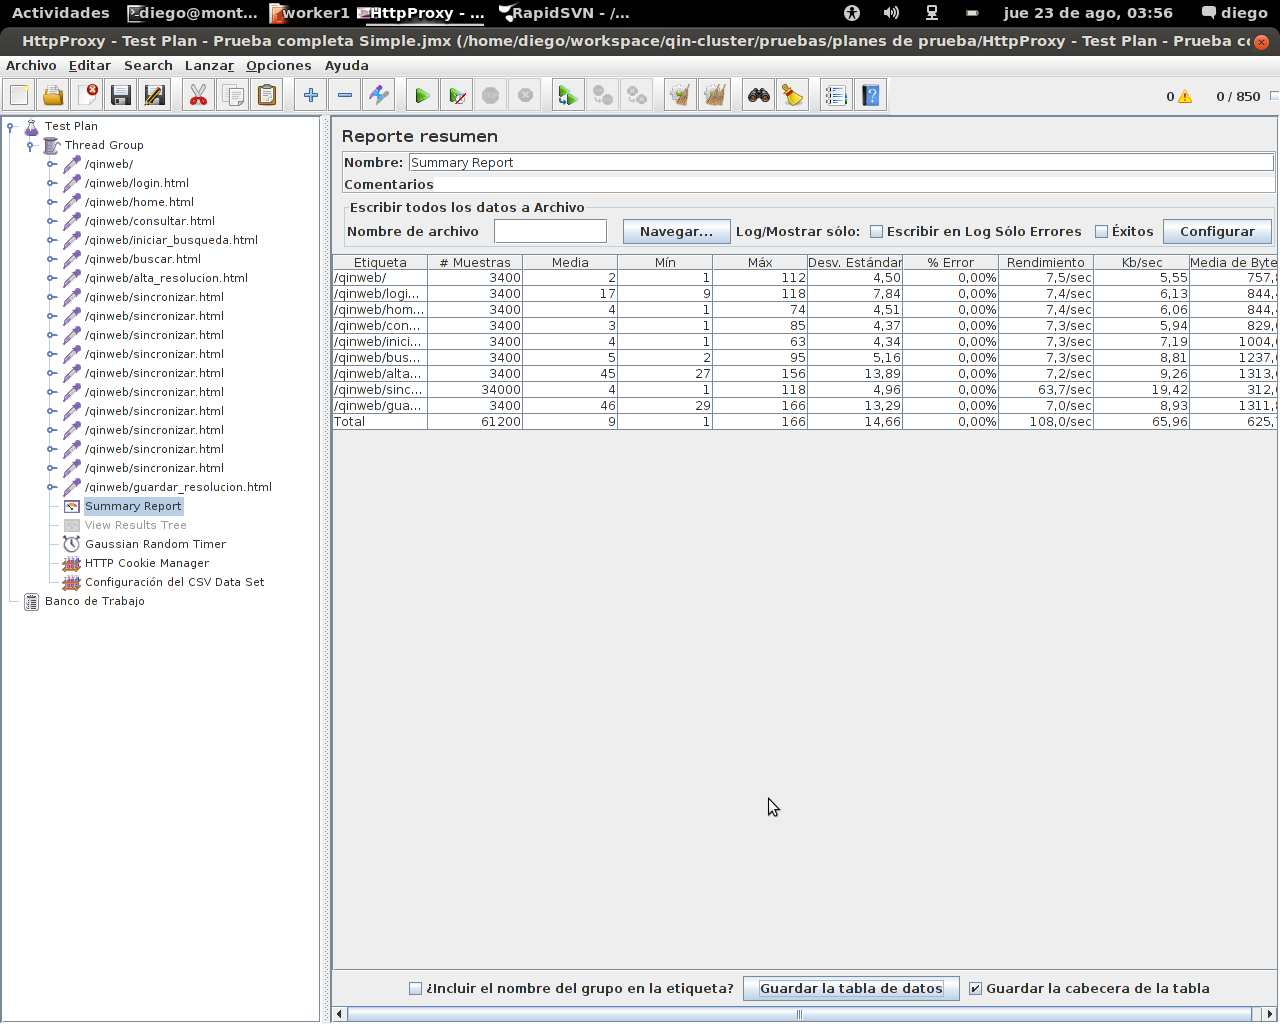 Actividades diego@mont... worker1 HttpProxy - ... RapidSVN - /... jue 23 de ago, 03:56 diego
HttpProxy - Test Plan - Prueba completa Simple.jmx (/home/diego/workspace/qin-cluster/pruebas/planes de prueba/HttpProxy - Test Plan - Prueba co
Archivo Editar Search Lanzar Opciones Ayuda
0 0 / 850
Test Plan
Thread Group
/qinweb/
/qinweb/login.html
/qinweb/home.html
/qinweb/consultar.html
/qinweb/iniciar_busqueda.html
/qinweb/buscar.html
/qinweb/alta_resolucion.html
/qinweb/sincronizar.html
/qinweb/sincronizar.html
/qinweb/sincronizar.html
/qinweb/sincronizar.html
/qinweb/sincronizar.html
/qinweb/sincronizar.html
/qinweb/sincronizar.html
/qinweb/sincronizar.html
/qinweb/sincronizar.html
/qinweb/sincronizar.html
/qinweb/guardar_resolucion.html
Summary Report
View Results Tree
Gaussian Random Timer
HTTP Cookie Manager
Configuración del CSV Data Set
Banco de Trabajo
Reporte resumen
Nombre: Summary Report
Comentarios
Escribir todos los datos a Archivo
Nombre de archivo Navegar... Log/Mostrar sólo: Escribir en Log Sólo Errores Éxitos Configurar
Etiqueta # Muestras Media Mín Máx Desv. Estándar % Error Rendimiento Kb/sec Media de Byte
/qinweb/ 3400 2 1 112 4,50 0,00% 7,5/sec 5,55 757,8
/qinweb/logi... 3400 17 9 118 7,84 0,00% 7,4/sec 6,13 844,
/qinweb/hom... 3400 4 1 74 4,51 0,00% 7,4/sec 6,06 844,
/qinweb/con... 3400 3 1 85 4,37 0,00% 7,3/sec 5,94 829,
/qinweb/inici... 3400 4 1 63 4,34 0,00% 7,3/sec 7,19 1004,
/qinweb/bus... 3400 5 2 95 5,16 0,00% 7,3/sec 8,81 1237,
/qinweb/alta... 3400 45 27 156 13,89 0,00% 7,2/sec 9,26 1313,
/qinweb/sinc... 34000 4 1 118 4,96 0,00% 63,7/sec 19,42 312,
/qinweb/gua... 3400 46 29 166 13,29 0,00% 7,0/sec 8,93 1311,
Total 61200 9 1 166 14,66 0,00% 108,0/sec 65,96 625,
¿Incluir el nombre del grupo en la etiqueta? Guardar la tabla de datos Guardar la cabecera de la tabla